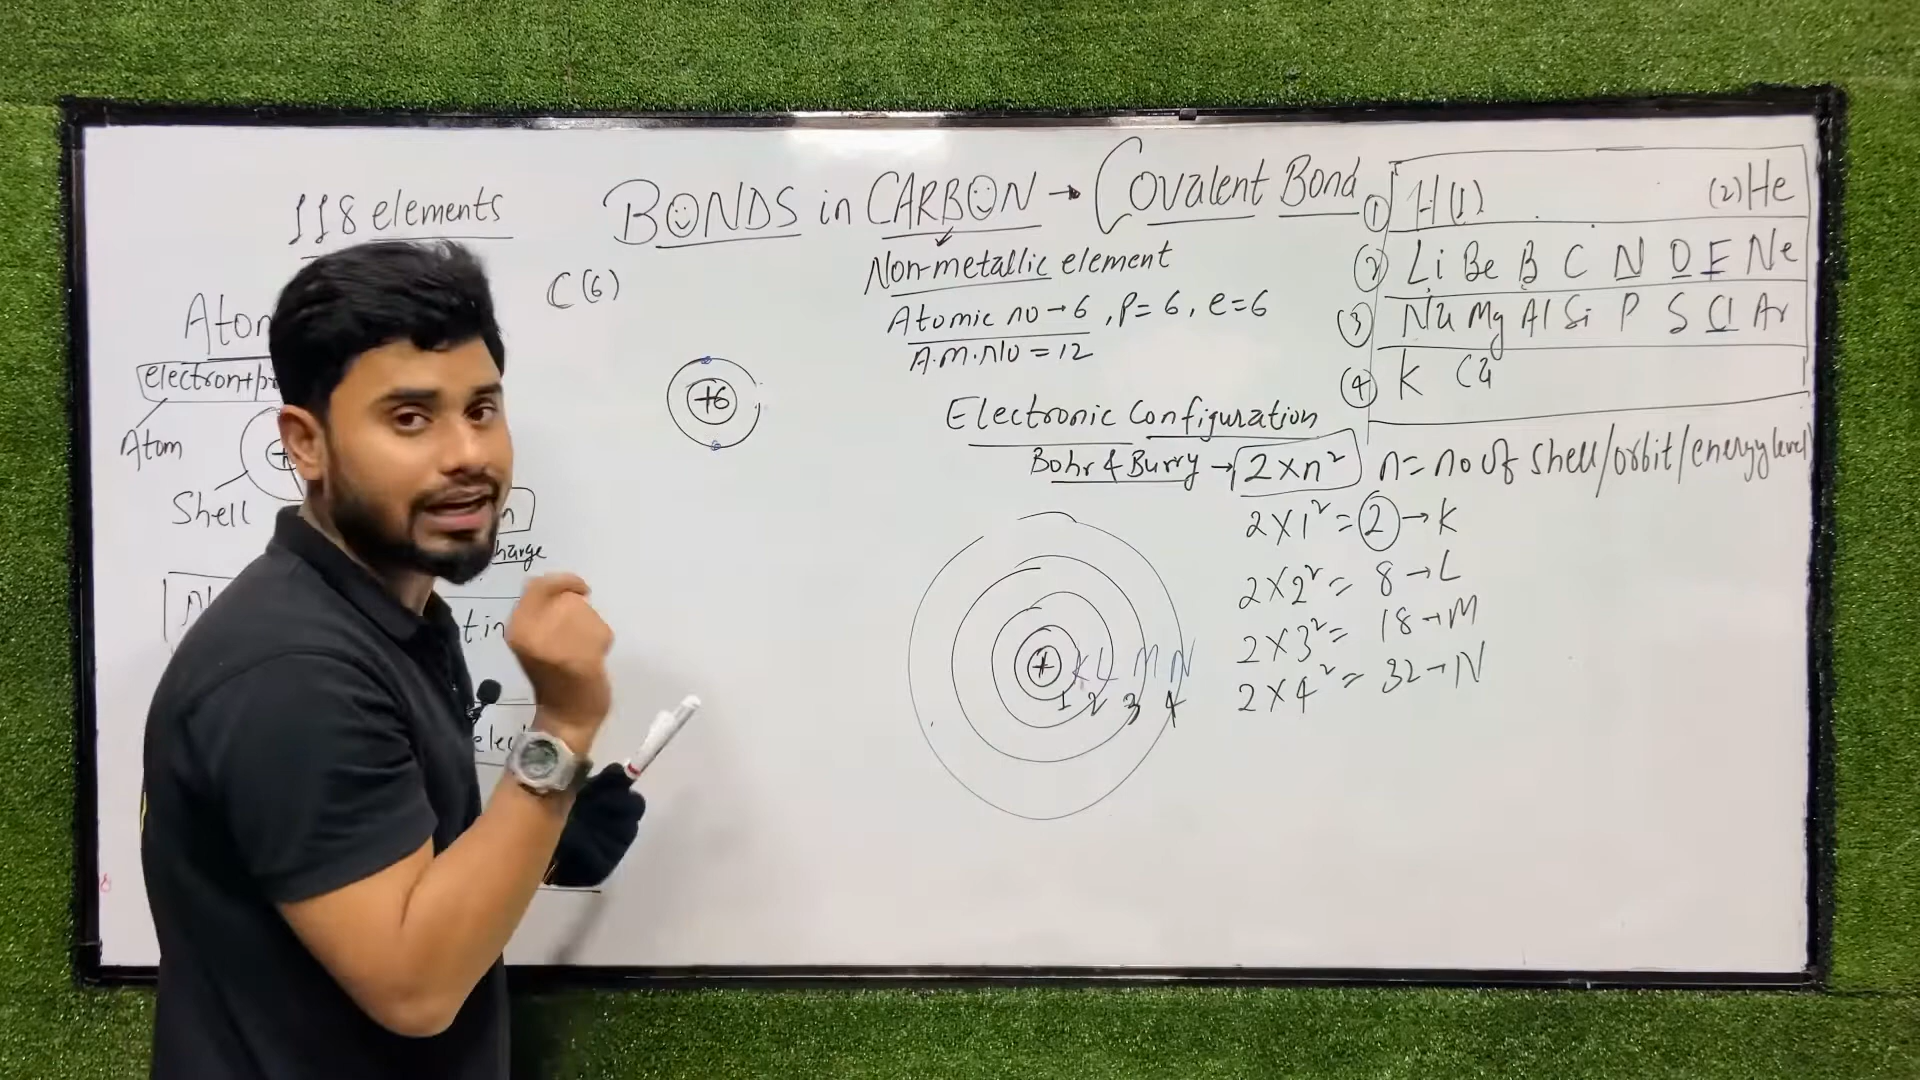 118 elements
BONDS in CARBON → Covalent Bond
C(6)
Non-metallic element
Atomic no → 6, P = 6, e = 6
A.M.No = 12
+6
Atom
Shell
Electronic Configuration
Bohr & Burry → 2×n² n = no of shell/orbit/energy level
2×1² = 2 → K
2×2² = 8 → L
2×3² = 18 → M
2×4² = 32 → N
+ K L M N
1 2 3 4
① H(1) (2)He
② Li Be B C N O F Ne
(3) Na Mg Al Si P S Cl Ar
(4) K Ca